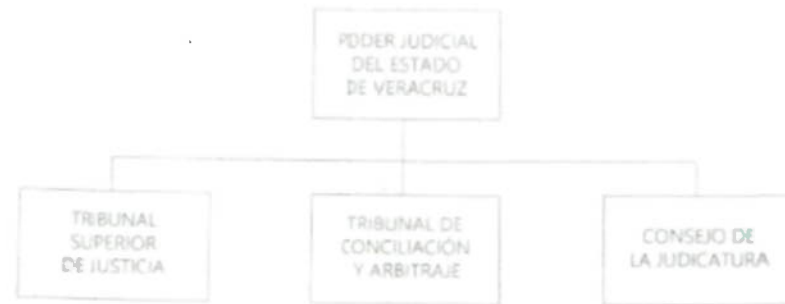 PODER JUDICIAL
DEL ESTADO
DE VERACRUZ
TRIBUNAL
SUPERIOR
DE JUSTICIA
TRIBUNAL DE
CONCILIACIÓN
Y ARBITRAJE
CONSEJO DE
LA JUDICATURA